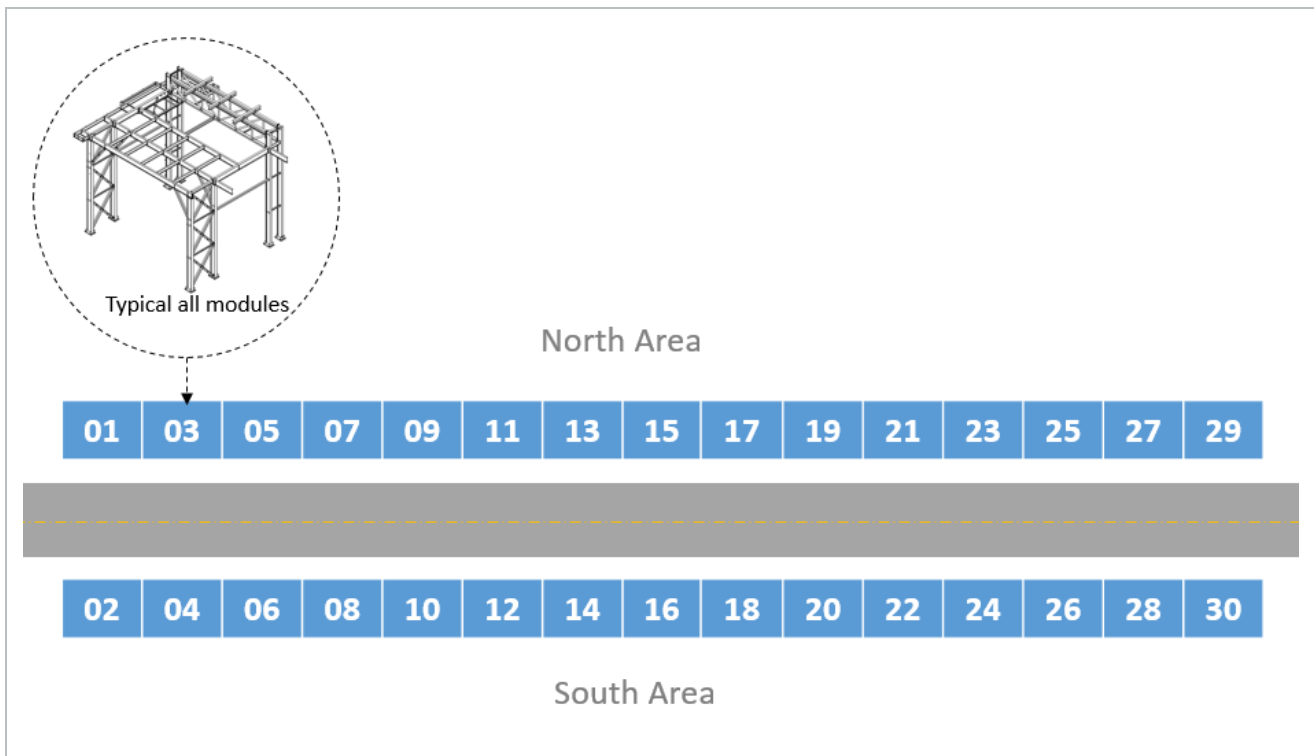 Typical all modules
North Area
01 03 05 07 09 11 13 15 17 19 21 23 25 27 29
02 04 06 08 10 12 14 16 18 20 22 24 26 28 30
South Area